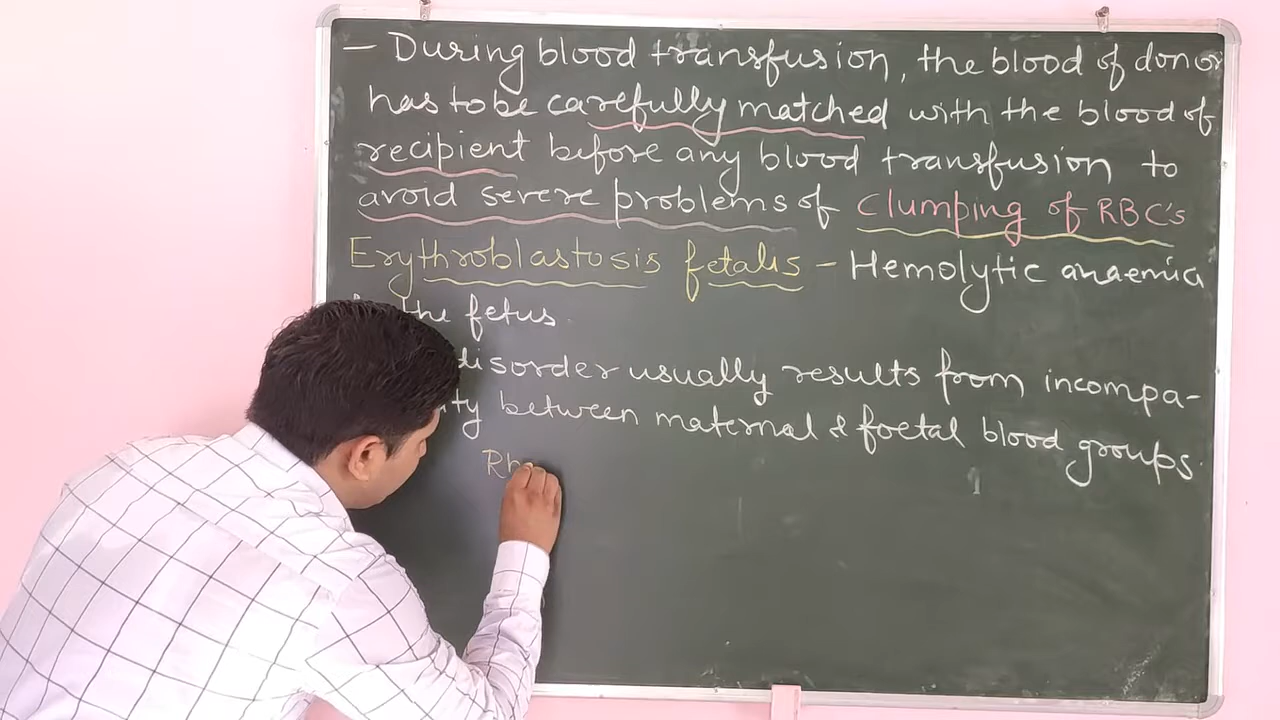 – During blood transfusion, the blood of donor
has to be carefully matched with the blood of
recipient before any blood transfusion to
avoid severe problems of Clumping of RBC's
Erythroblastosis fetalis – Hemolytic anaemia
the fetus.
disorder usually results from incompa-
ity between maternal & foetal blood groups.
Rh